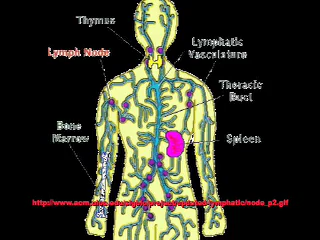 Thymus
Lymphatic
Vasculature
Lymph Node
Thoracic
Duct
Bone
Marrow
Spleen